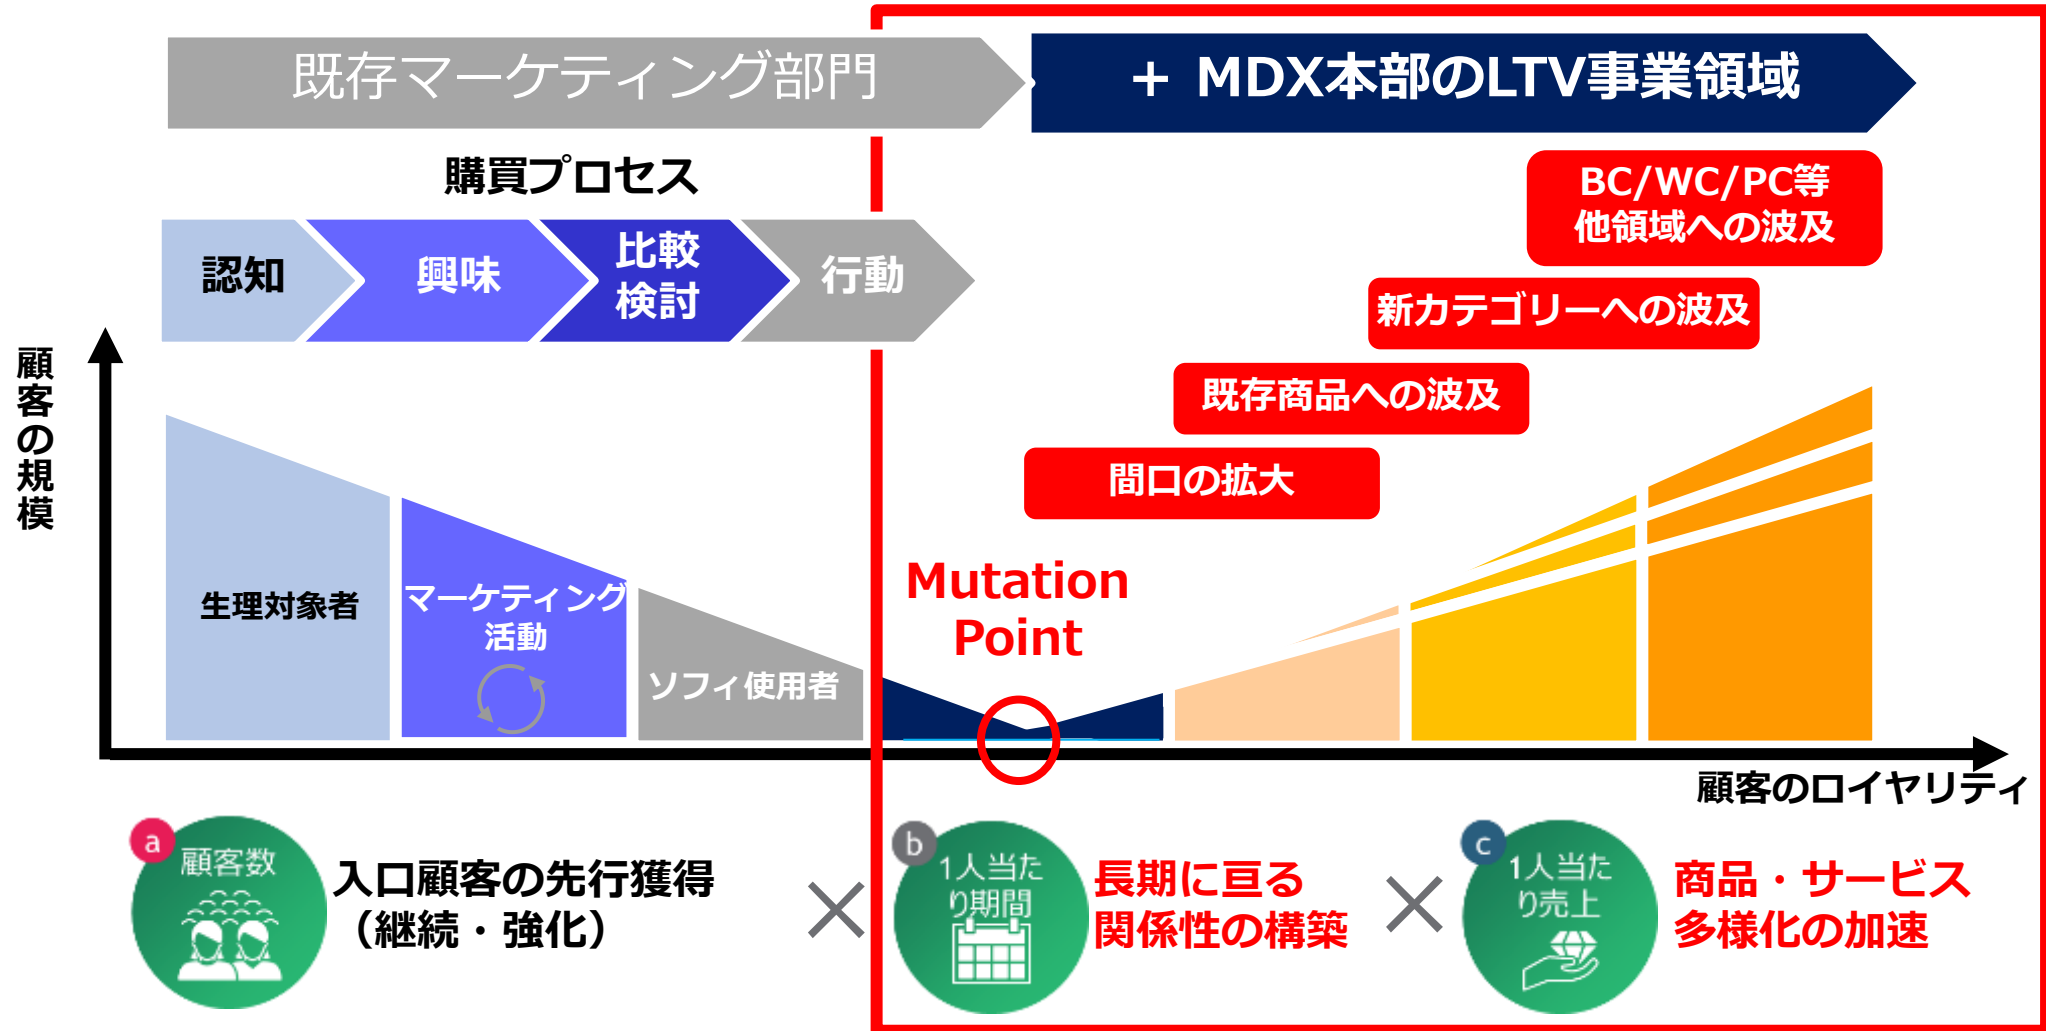 既存マーケティング部門
+ MDX本部のLTV事業領域
購買プロセス
認知
興味
比較
検討
行動
BC/WC/PC等
他領域への波及
新カテゴリーへの波及
既存商品への波及
間口の拡大
顧客の規模
生理対象者
マーケティング
活動
ソフィ使用者
Mutation
Point
顧客のロイヤリティ
a
顧客数
入口顧客の先行獲得
（継続・強化）
×
b
1人当た
り期間
長期に亘る
関係性の構築
×
c
1人当た
り売上
商品・サービス
多様化の加速